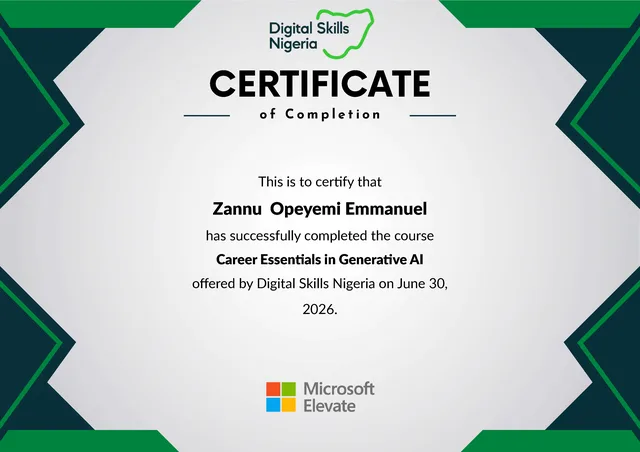 Digital Skills
Nigeria
CERTIFICATE
of Completion
This is to certify that
Zannu  Opeyemi Emmanuel
has successfully completed the course
Career Essentials in Generative AI
offered by Digital Skills Nigeria on June 30,
2026.
Microsoft
Elevate